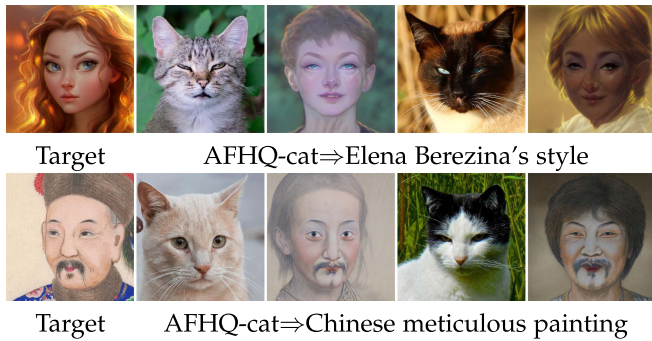 Target
AFHQ-cat⇒Elena Berezina's style
Target
AFHQ-cat⇒Chinese meticulous painting